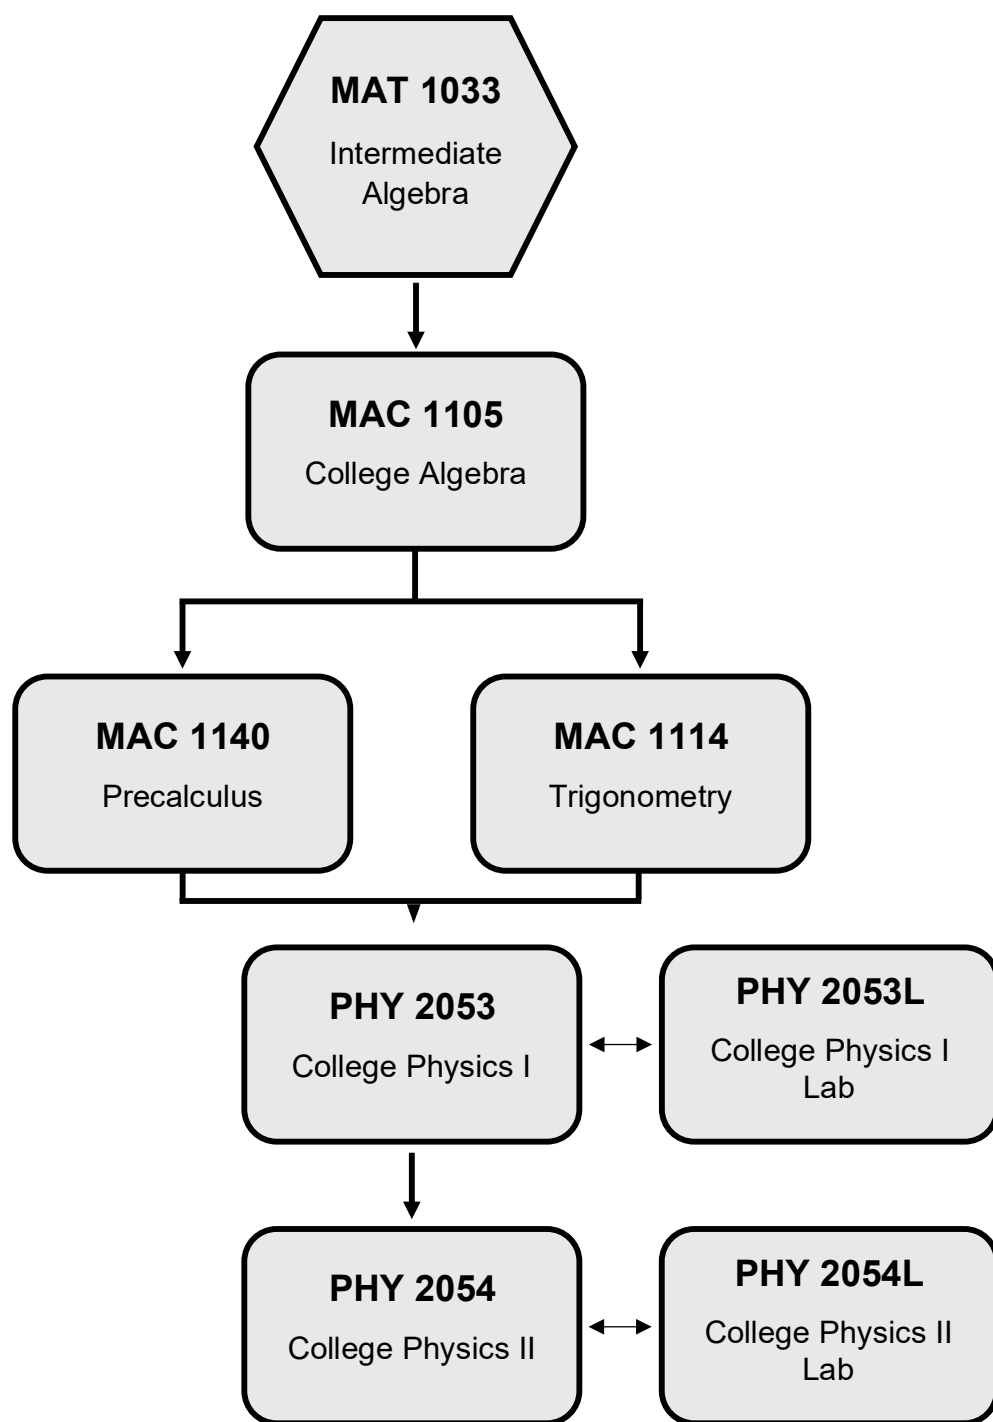 MAT 1033
Intermediate
Algebra
MAC 1105
College Algebra
MAC 1140
Precalculus
MAC 1114
Trigonometry
PHY 2053
College Physics I
PHY 2053L
College Physics I
Lab
PHY 2054
College Physics II
PHY 2054L
College Physics II
Lab